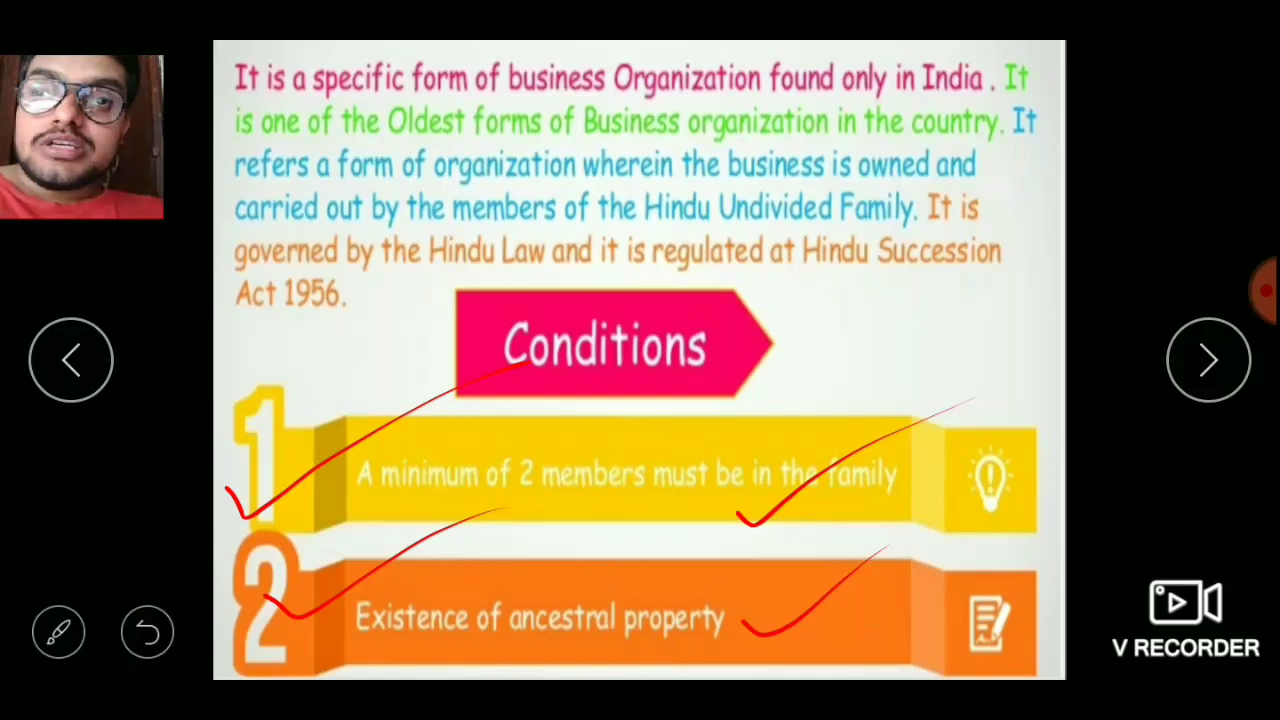 It is a specific form of business Organization found only in India . It
is one of the Oldest forms of Business organization in the country. It
refers a form of organization wherein the business is owned and
carried out by the members of the Hindu Undivided Family. It is
governed by the Hindu Law and it is regulated at Hindu Succession
Act 1956.
Conditions
1
A minimum of 2 members must be in the family
2
Existence of ancestral property
V RECORDER